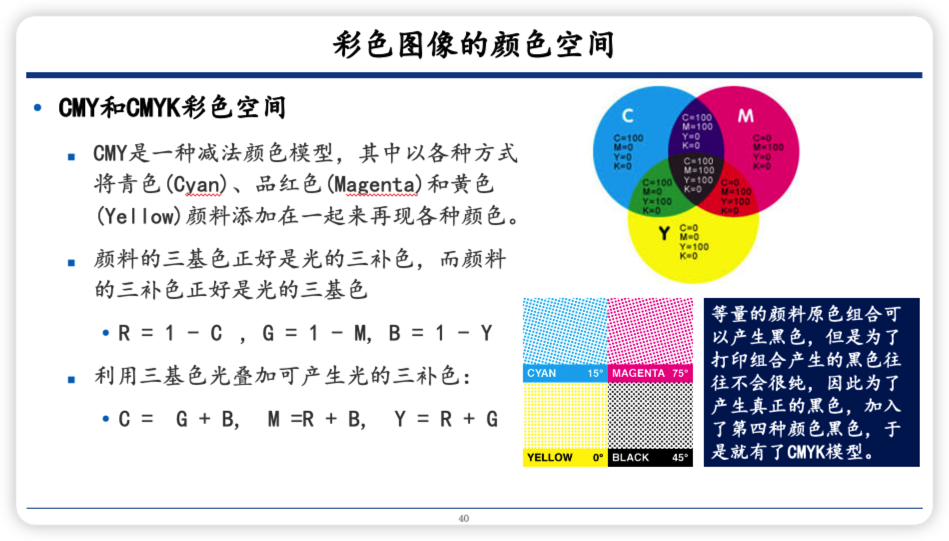 彩色图像的颜色空间
• CMY和CMYK彩色空间
▪ CMY是一种减法颜色模型，其中以各种方式
将青色(Cyan)、品红色(Magenta)和黄色
(Yellow)颜料添加在一起来再现各种颜色。
▪ 颜料的三基色正好是光的三补色，而颜料
的三补色正好是光的三基色
• R = 1 - C , G = 1 - M, B = 1 - Y
▪ 利用三基色光叠加可产生光的三补色：
• C = G + B, M =R + B, Y = R + G
C
C=100
M=0
Y=0
K=0
C=100
M=100
Y=0
K=0
M
C=0
M=100
Y=0
K=0
C=100
M=100
Y=100
K=0
C=100
M=0
Y=100
K=0
C=0
M=100
Y=100
K=0
Y
C=0
M=0
Y=100
K=0
CYAN 15°
MAGENTA 75°
YELLOW 0°
BLACK 45°
等量的颜料原色组合可
以产生黑色，但是为了
打印组合产生的黑色往
往不会很纯，因此为了
产生真正的黑色，加入
了第四种颜色黑色，于
是就有了CMYK模型。
40